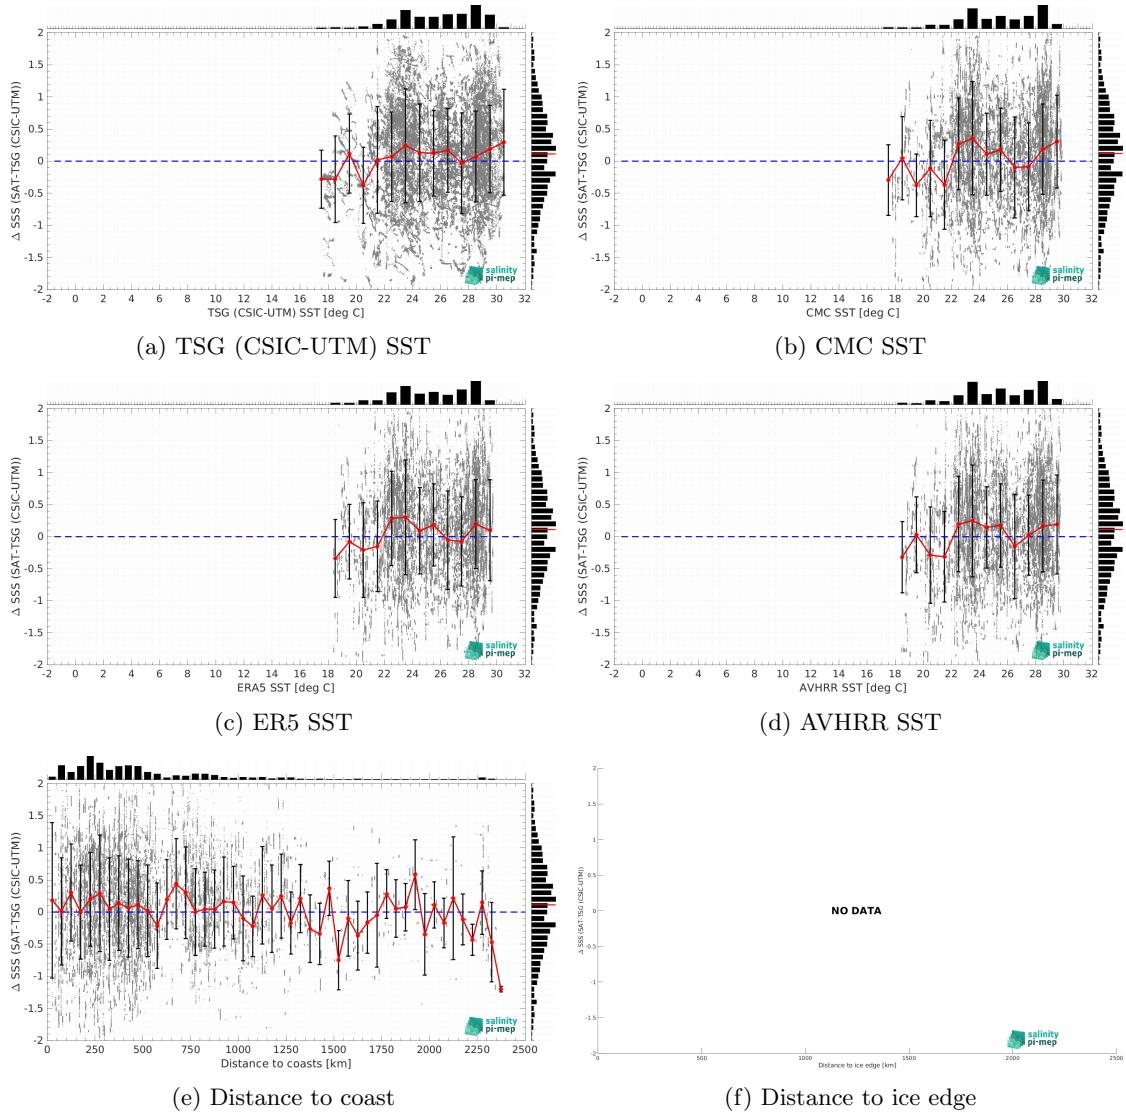 2
1.5
1
0.5
0
-0.5
-1
-1.5
-2
Δ SSS (SAT-TSG (CSIC-UTM))
salinity
pi-mep
-2 0 2 4 6 8 10 12 14 16 18 20 22 24 26 28 30 32
TSG (CSIC-UTM) SST [deg C]
(a) TSG (CSIC-UTM) SST
2
1.5
1
0.5
0
-0.5
-1
-1.5
-2
Δ SSS (SAT-TSG (CSIC-UTM))
salinity
pi-mep
-2 0 2 4 6 8 10 12 14 16 18 20 22 24 26 28 30 32
CMC SST [deg C]
(b) CMC SST
2
1.5
1
0.5
0
-0.5
-1
-1.5
-2
Δ SSS (SAT-TSG (CSIC-UTM))
salinity
pi-mep
-2 0 2 4 6 8 10 12 14 16 18 20 22 24 26 28 30 32
ERA5 SST [deg C]
(c) ER5 SST
2
1.5
1
0.5
0
-0.5
-1
-1.5
-2
Δ SSS (SAT-TSG (CSIC-UTM))
salinity
pi-mep
-2 0 2 4 6 8 10 12 14 16 18 20 22 24 26 28 30 32
AVHRR SST [deg C]
(d) AVHRR SST
2
1.5
1
0.5
0
-0.5
-1
-1.5
-2
Δ SSS (SAT-TSG (CSIC-UTM))
salinity
pi-mep
0 250 500 750 1000 1250 1500 1750 2000 2250 2500
Distance to coasts [km]
(e) Distance to coast
2
1.5
1
0.5
0
-0.5
-1
-1.5
-2
Δ SSS (SAT-TSG (CSIC-UTM))
NO DATA
salinity
pi-mep
0 500 1000 1500 2000 2500
Distance to ice edge [km]
(f) Distance to ice edge